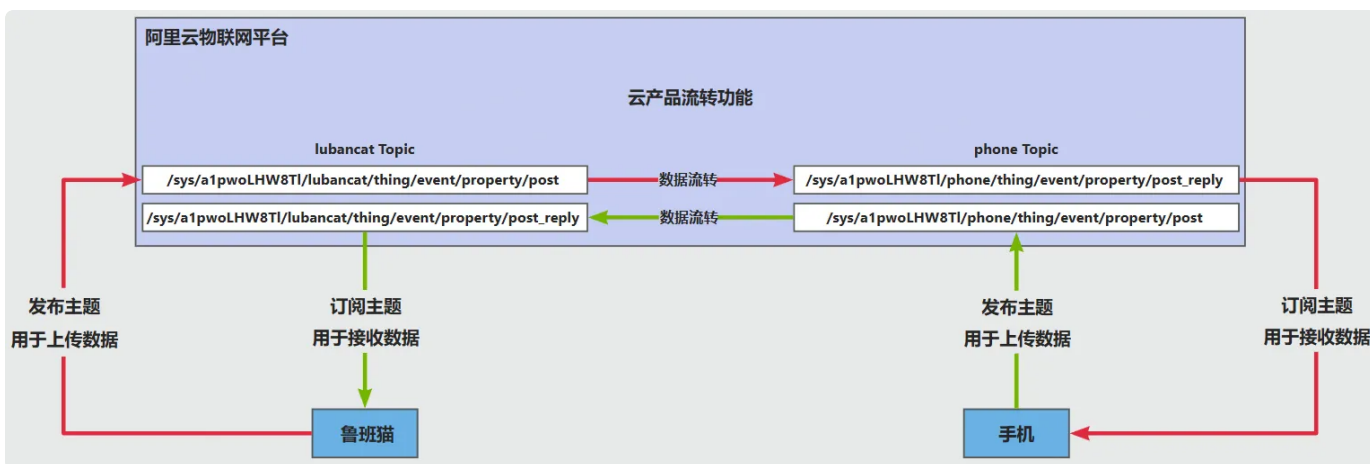 阿里云物联网平台
云产品流转功能
lubancat Topic
phone Topic
/sys/a1pwoLHW8Tl/lubancat/thing/event/property/post
数据流转
/sys/a1pwoLHW8Tl/phone/thing/event/property/post_reply
/sys/a1pwoLHW8Tl/lubancat/thing/event/property/post_reply
数据流转
/sys/a1pwoLHW8Tl/phone/thing/event/property/post
发布主题
用于上传数据
订阅主题
用于接收数据
发布主题
用于上传数据
订阅主题
用于接收数据
鲁班猫
手机